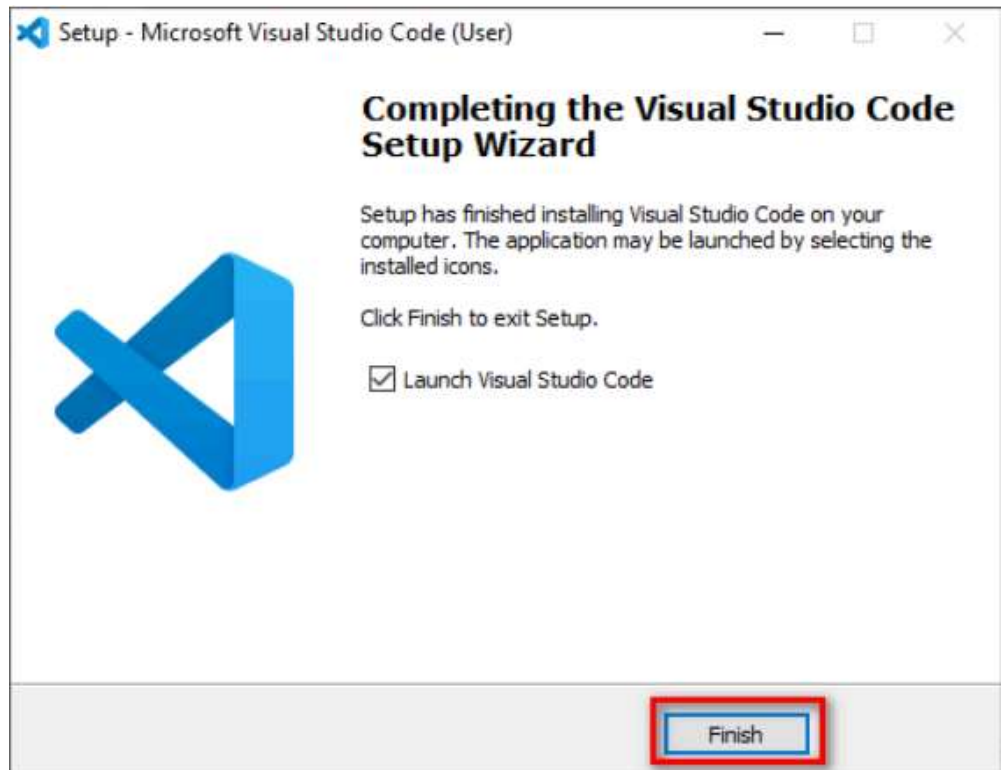 Setup - Microsoft Visual Studio Code (User)
Completing the Visual Studio Code
Setup Wizard
Setup has finished installing Visual Studio Code on your
computer. The application may be launched by selecting the
installed icons.
Click Finish to exit Setup.
Launch Visual Studio Code
Finish